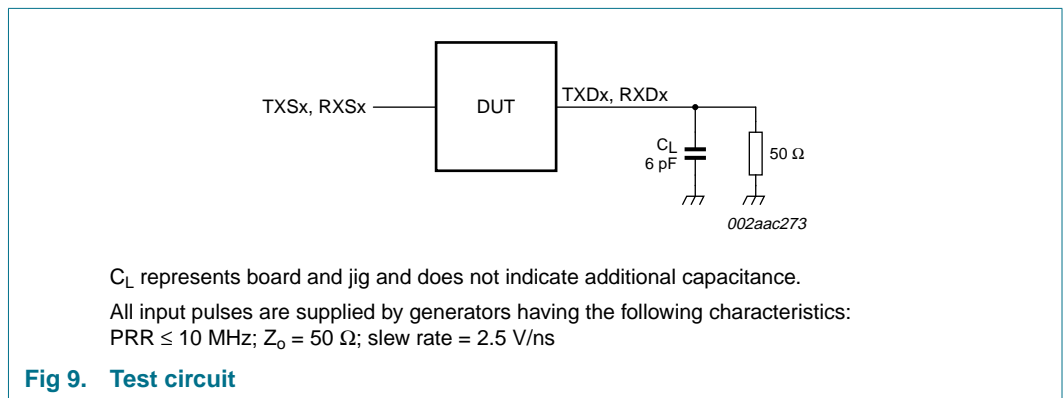 TXSx, RXSx
DUT
TXDx, RXDx
CL
6 pF
50 Ω
002aac273
CL represents board and jig and does not indicate additional capacitance.
All input pulses are supplied by generators having the following characteristics:
PRR ≤ 10 MHz; Zo = 50 Ω; slew rate = 2.5 V/ns
Fig 9. Test circuit